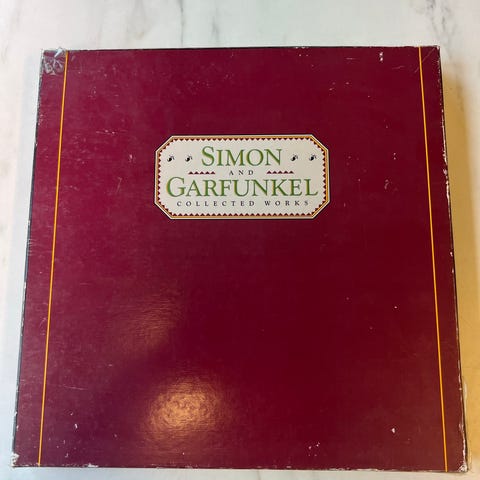 SIMON
AND
GARFUNKEL
COLLECTED WORKS